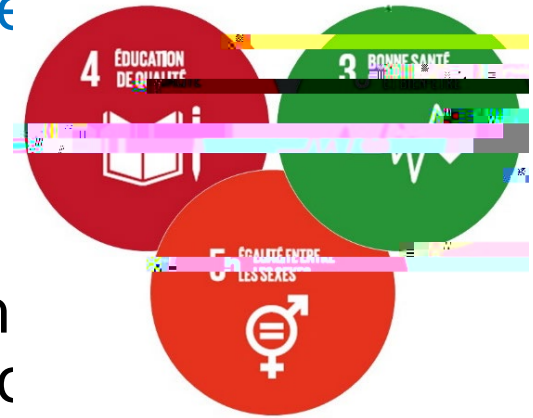 e
4 ÉDUCATION
DE QUALITÉ
3 BONNE SANTÉ
5 ÉGALITÉ ENTRE
LES SEXES
n